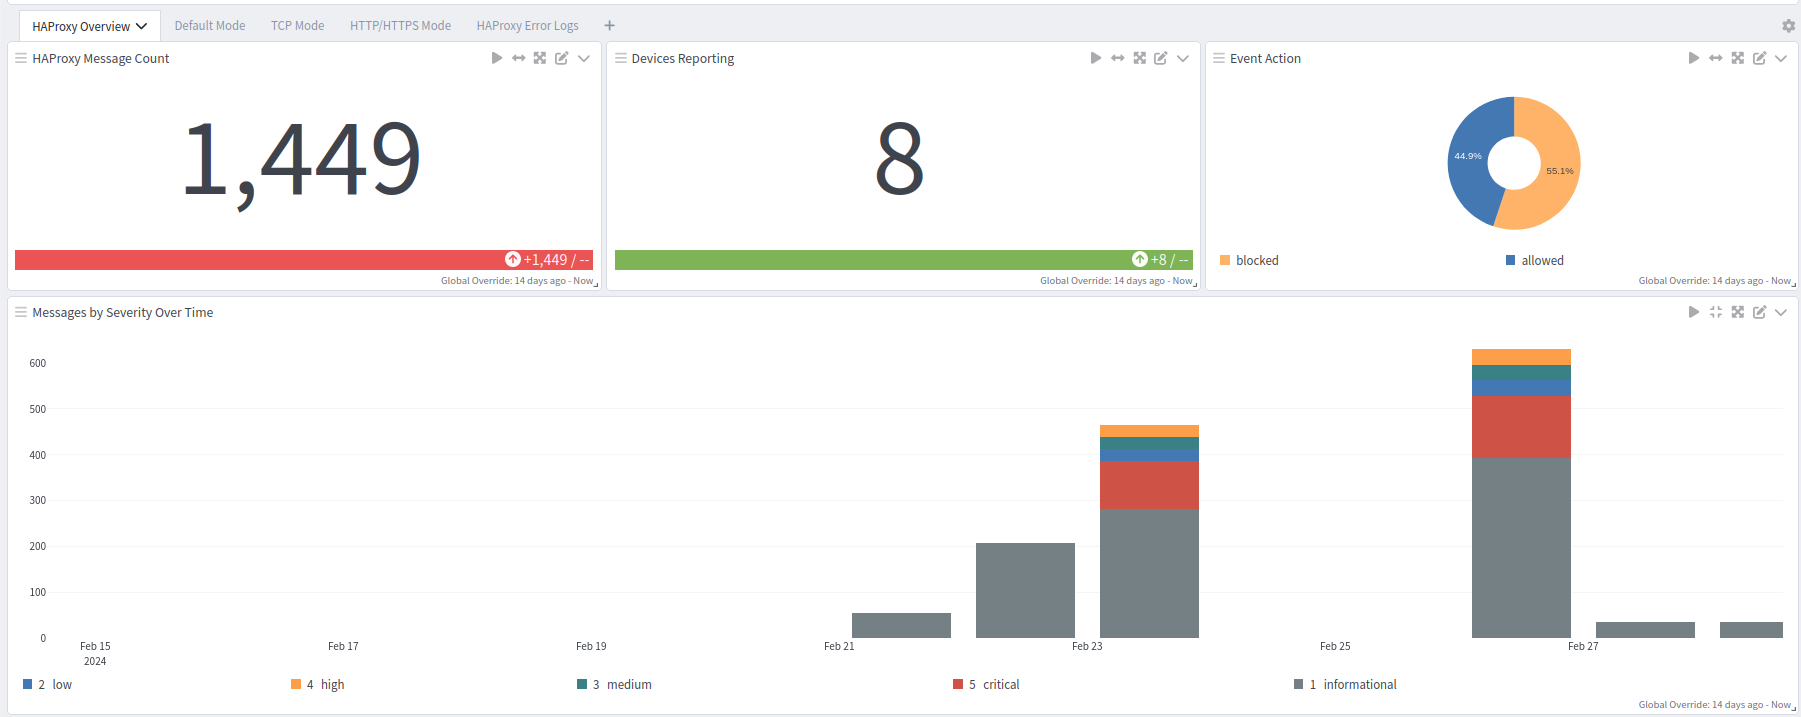 HAProxy Overview
Default Mode
TCP Mode
HTTP/HTTPS Mode
HAProxy Error Logs
+
HAProxy Message Count
1,449
+1,449 / --
Global Override: 14 days ago - Now
Devices Reporting
8
+8 / --
Global Override: 14 days ago - Now
Event Action
44.9%
55.1%
blocked
allowed
Global Override: 14 days ago - Now
Messages by Severity Over Time
600
500
400
300
200
100
0
Feb 15
2024
Feb 17
Feb 19
Feb 21
Feb 23
Feb 25
Feb 27
2 low
4 high
3 medium
5 critical
1 informational
Global Override: 14 days ago - Now